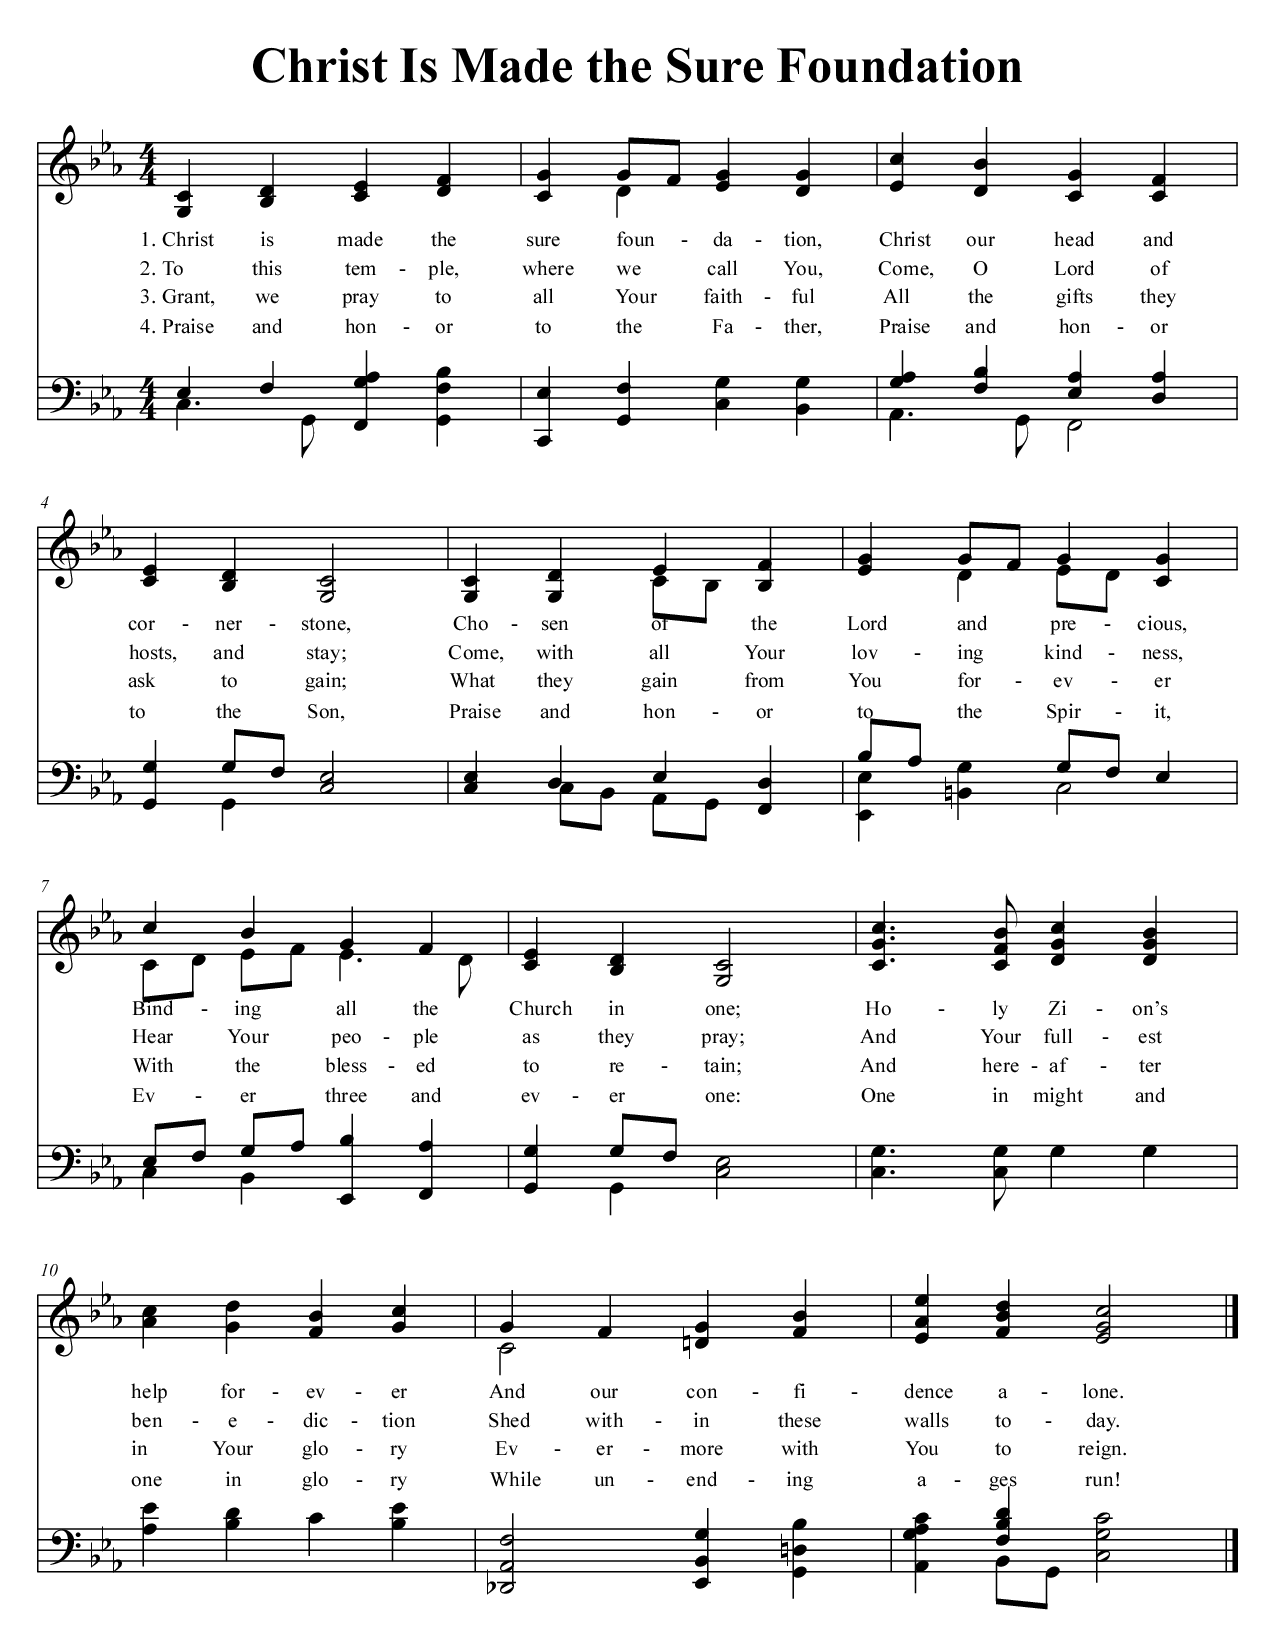 Christ Is Made the Sure Foundation
4 4
1. Christ is made the sure foun - da - tion, Christ our head and
2. To this tem - ple, where we call You, Come, O Lord of
3. Grant, we pray to all Your faith - ful All the gifts they
4. Praise and hon - or to the Fa - ther, Praise and hon - or
4 4
4
cor - ner - stone, Cho - sen of the Lord and pre - cious,
hosts, and stay; Come, with all Your lov - ing kind - ness,
ask to gain; What they gain from You for - ev - er
to the Son, Praise and hon - or to the Spir - it,
7
Bind - ing all the Church in one; Ho - ly Zi - on's
Hear Your peo - ple as they pray; And Your full - est
With the bless - ed to re - tain; And here - af - ter
Ev - er three and ev - er one: One in might and
10
help for - ev - er And our con - fi - dence a - lone.
ben - e - dic - tion Shed with - in these walls to - day.
in Your glo - ry Ev - er - more with You to reign.
one in glo - ry While un - end - ing a - ges run!